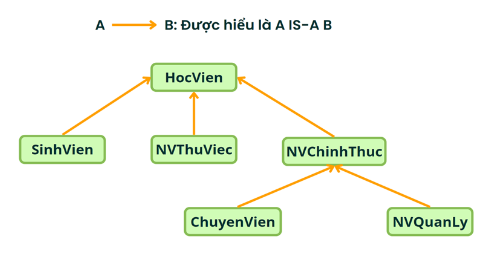 A B: Được hiểu là A IS-A B
HocVien
SinhVien NVThuViec NVChinhThuc
ChuyenVien NVQuanLy